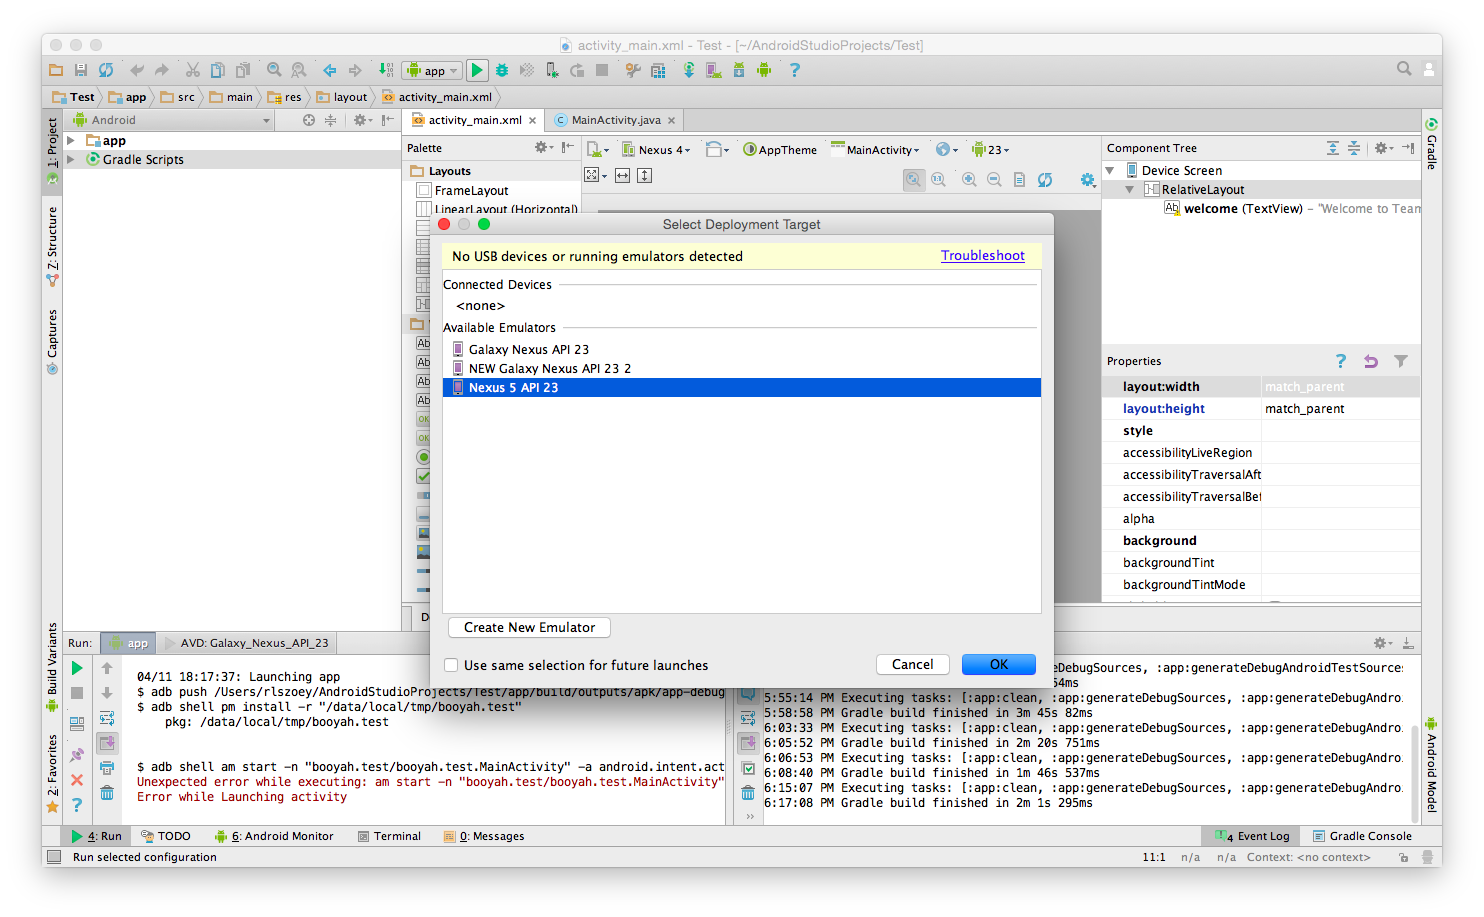 activity_main.xml - Test - [~/AndroidStudioProjects/Test]
app
Test app src main res layout activity_main.xml
Android
activity_main.xml
MainActivity.java
1: Project
Z: Structure
Captures
Build Variants
2: Favorites
app
Gradle Scripts
Palette
Layouts
FrameLayout
LinearLayout (Horizontal)
Nexus 4
AppTheme
MainActivity
23
Component Tree
Device Screen
RelativeLayout
welcome (TextView) – "Welcome to Team
Gradle
Android Model
Select Deployment Target
No USB devices or running emulators detected
Troubleshoot
Connected Devices
<none>
Available Emulators
Galaxy Nexus API 23
NEW Galaxy Nexus API 23 2
Nexus 5 API 23
Create New Emulator
Use same selection for future launches
Cancel
OK
Properties
layout:width match_parent
layout:height match_parent
style
accessibilityLiveRegion
accessibilityTraversalAft
accessibilityTraversalBef
alpha
background
backgroundTint
backgroundTintMode
Run: app AVD: Galaxy_Nexus_API_23
04/11 18:17:37: Launching app
$ adb push /Users/rlszoey/AndroidStudioProjects/Test/app/build/outputs/apk/app-debug
$ adb shell pm install -r "/data/local/tmp/booyah.test"
pkg: /data/local/tmp/booyah.test
$ adb shell am start -n "booyah.test/booyah.test.MainActivity" -a android.intent.act
Unexpected error while executing: am start -n "booyah.test/booyah.test.MainActivity"
Error while Launching activity
eDebugSources, :app:generateDebugAndroidTestSources
54ms
5:55:14 PM Executing tasks: [:app:clean, :app:generateDebugSources, :app:generateDebugAndro
5:58:58 PM Gradle build finished in 3m 45s 82ms
6:03:33 PM Executing tasks: [:app:clean, :app:generateDebugSources, :app:generateDebugAndro
6:05:52 PM Gradle build finished in 2m 20s 751ms
6:06:53 PM Executing tasks: [:app:clean, :app:generateDebugSources, :app:generateDebugAndro
6:08:40 PM Gradle build finished in 1m 46s 537ms
6:15:07 PM Executing tasks: [:app:clean, :app:generateDebugSources, :app:generateDebugAndro
6:17:08 PM Gradle build finished in 2m 1s 295ms
4: Run
TODO
6: Android Monitor
Terminal
0: Messages
4 Event Log
Gradle Console
Run selected configuration
11:1 n/a n/a Context: <no context>